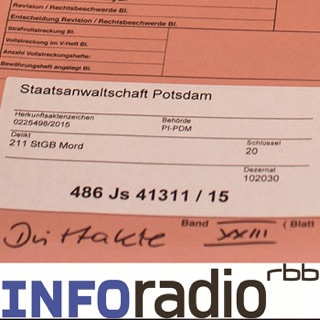 Revision / Rechtsbeschwerde Bl.
Entscheidung Revision / Rechtsbeschwerde Bl.
Strafvollstreckung Bl.
Vollstreckung im V-Heft Bl.
Anzahl Vollstreckungshefte:
Bewährungsheft angelegt Bl.
Staatsanwaltschaft Potsdam
Herkunftsaktenzeichen Behörde
0225498/2015 PI-PDM
Delikt Schlüssel
211 StGB Mord 20
Dezernat
102030
486 Js 41311 / 15
Band XXIII ( Blatt
Duttakte
INFOradio rbb